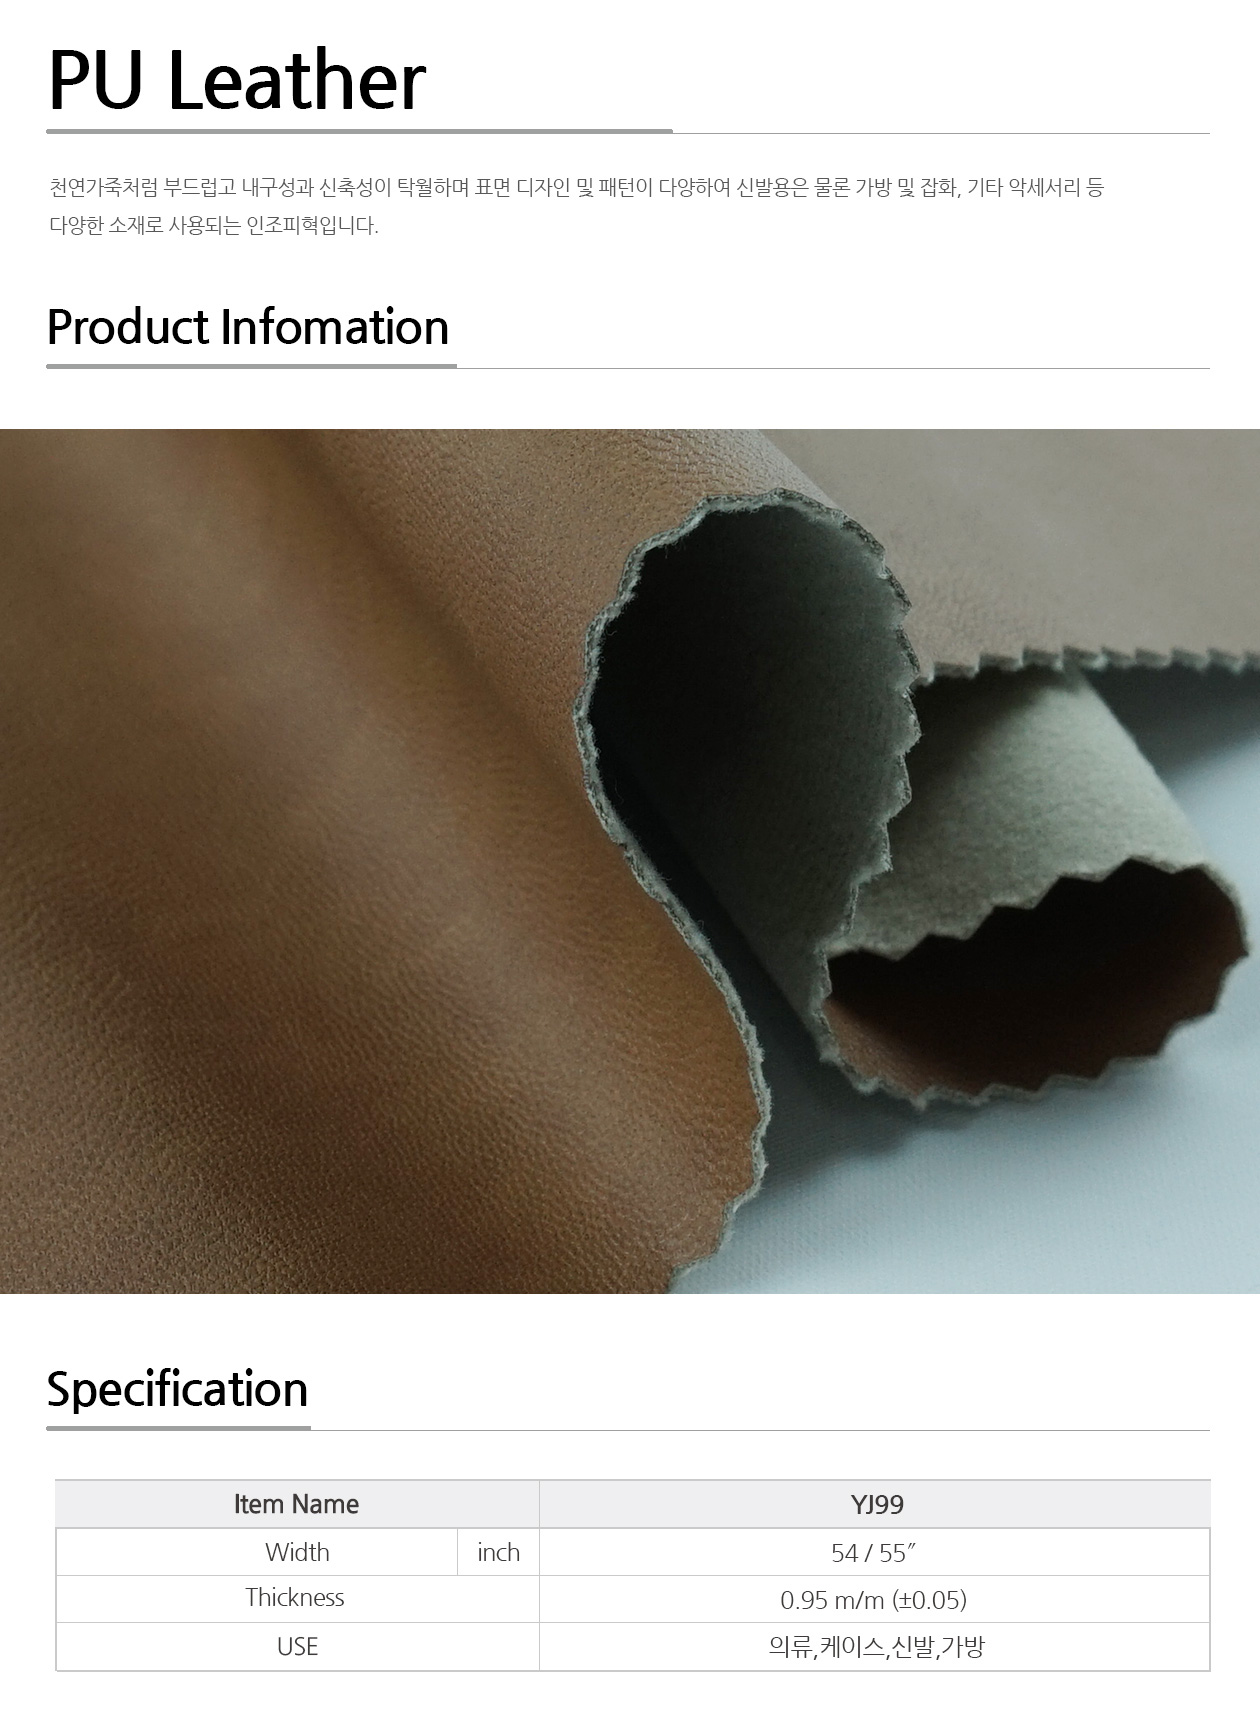 PU Leather
천연가죽처럼 부드럽고 내구성과 신축성이 탁월하며 표면 디자인 및 패턴이 다양하여 신발용은 물론 가방 및 잡화, 기타 악세서리 등
다양한 소재로 사용되는 인조피혁입니다.
Product Infomation
Specification
Item Name YJ99
Width inch 54 / 55″
Thickness 0.95 m/m (±0.05)
USE 의류,케이스,신발,가방